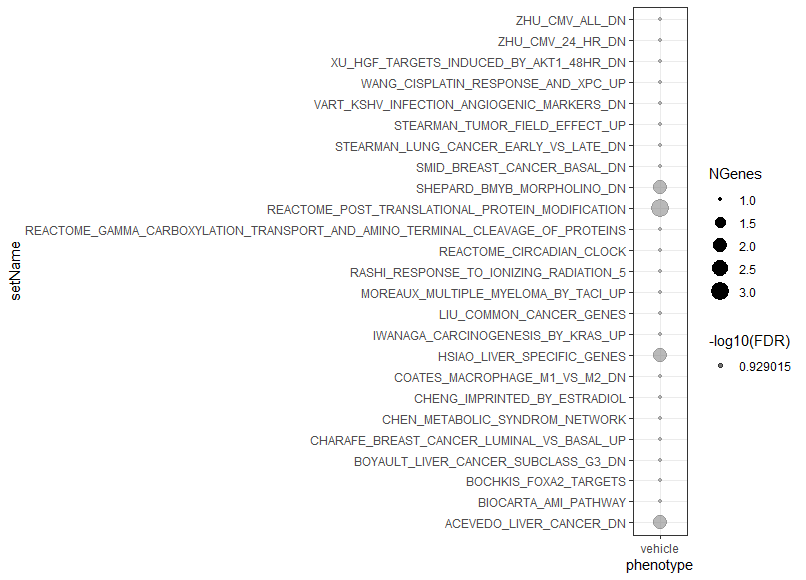 ZHU_CMV_ALL_DN
ZHU_CMV_24_HR_DN
XU_HGF_TARGETS_INDUCED_BY_AKT1_48HR_DN
WANG_CISPLATIN_RESPONSE_AND_XPC_UP
VART_KSHV_INFECTION_ANGIOGENIC_MARKERS_DN
STEARMAN_TUMOR_FIELD_EFFECT_UP
STEARMAN_LUNG_CANCER_EARLY_VS_LATE_DN
SMID_BREAST_CANCER_BASAL_DN
SHEPARD_BMYB_MORPHOLINO_DN
REACTOME_POST_TRANSLATIONAL_PROTEIN_MODIFICATION
REACTOME_GAMMA_CARBOXYLATION_TRANSPORT_AND_AMINO_TERMINAL_CLEAVAGE_OF_PROTEINS
REACTOME_CIRCADIAN_CLOCK
RASHI_RESPONSE_TO_IONIZING_RADIATION_5
MOREAUX_MULTIPLE_MYELOMA_BY_TACI_UP
LIU_COMMON_CANCER_GENES
IWANAGA_CARCINOGENESIS_BY_KRAS_UP
HSIAO_LIVER_SPECIFIC_GENES
COATES_MACROPHAGE_M1_VS_M2_DN
CHENG_IMPRINTED_BY_ESTRADIOL
CHEN_METABOLIC_SYNDROM_NETWORK
CHARAFE_BREAST_CANCER_LUMINAL_VS_BASAL_UP
BOYAULT_LIVER_CANCER_SUBCLASS_G3_DN
BOCHKIS_FOXA2_TARGETS
BIOCARTA_AMI_PATHWAY
ACEVEDO_LIVER_CANCER_DN
setName
vehicle
phenotype
NGenes
1.0
1.5
2.0
2.5
3.0
-log10(FDR)
0.929015